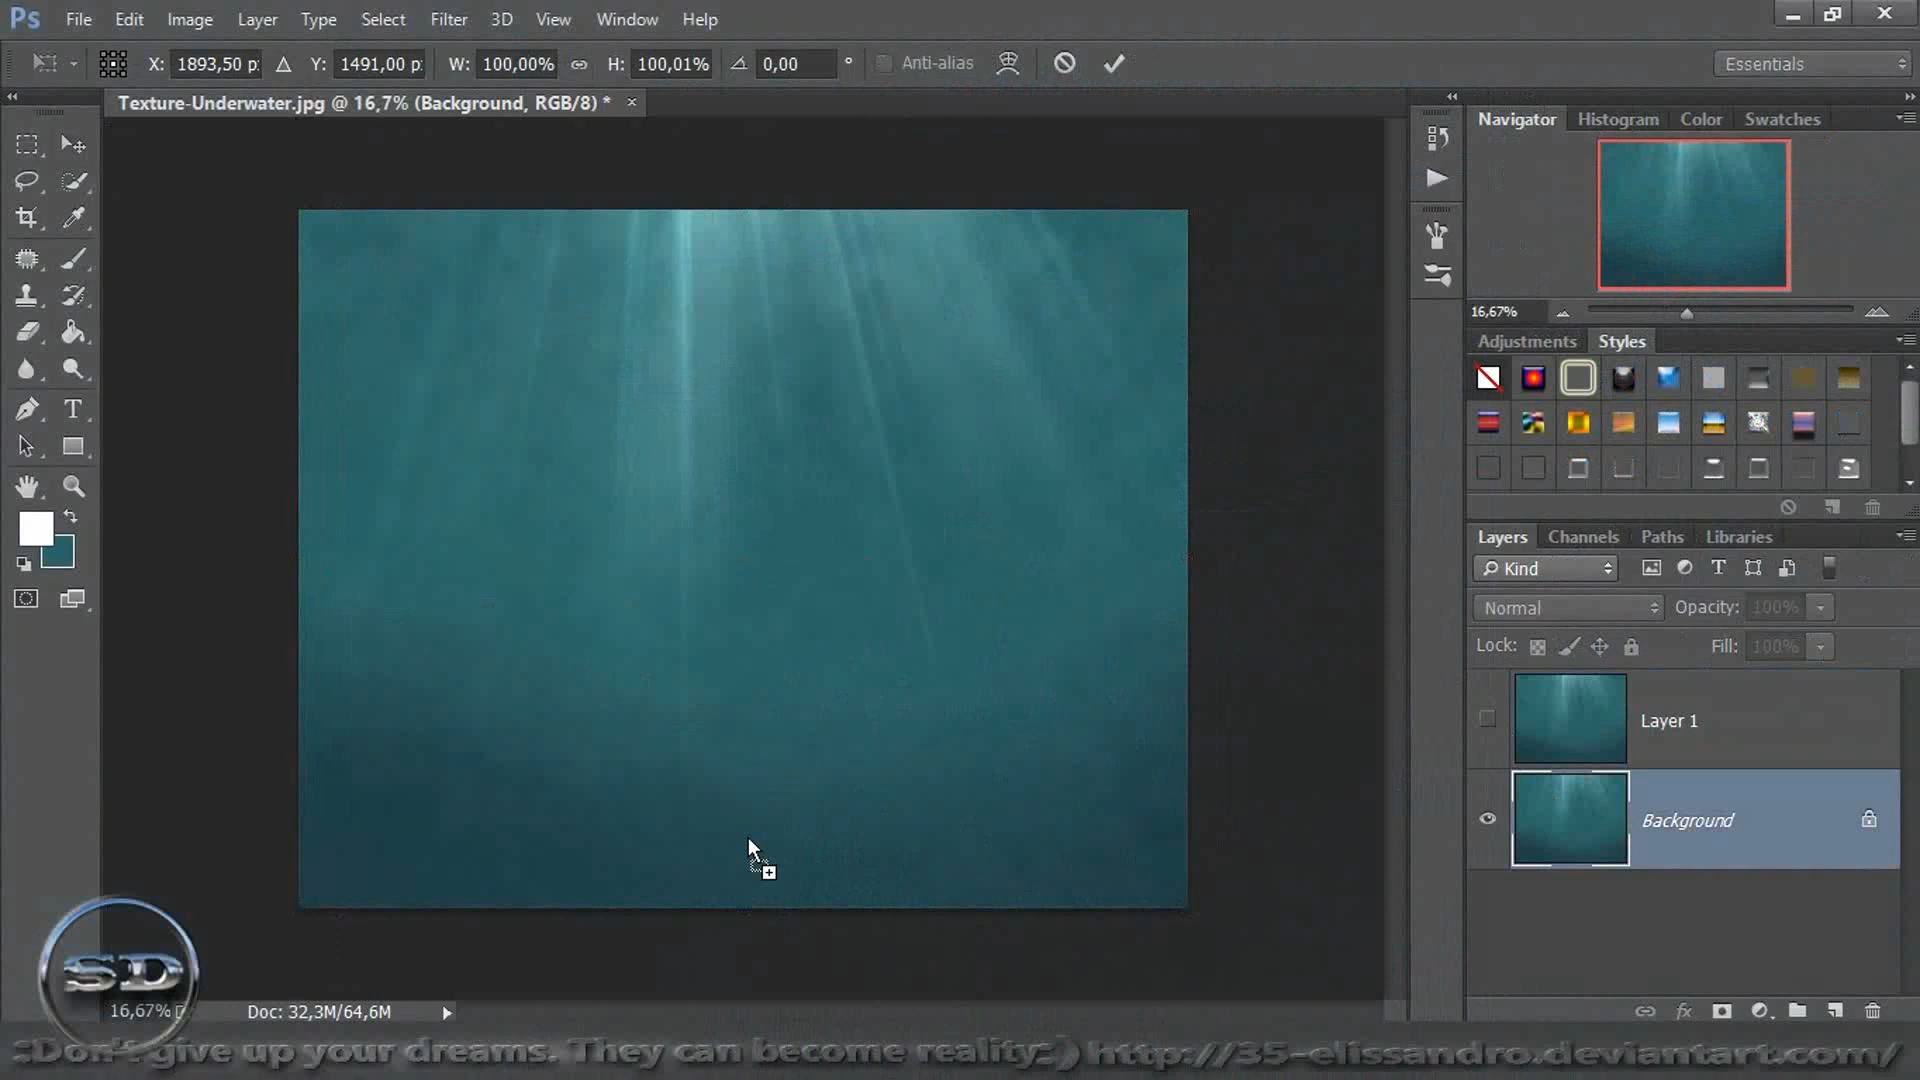 Ps File Edit Image Layer Type Select Filter 3D View Window Help
X: 1893,50 p: Y: 1491,00 p: W: 100,00% H: 100,01% 0,00 ° Anti-alias Essentials
Texture-Underwater.jpg @ 16,7% (Background, RGB/8) * ×
Navigator Histogram Color Swatches
16,67%
Adjustments Styles
Layers Channels Paths Libraries
Kind
Normal Opacity: 100%
Lock: Fill: 100%
Layer 1
Background
fx
SD
16,67% Doc: 32,3M/64,6M
:Don't give up your dreams. They can become reality:) http://35-elissandro.deviantart.com/